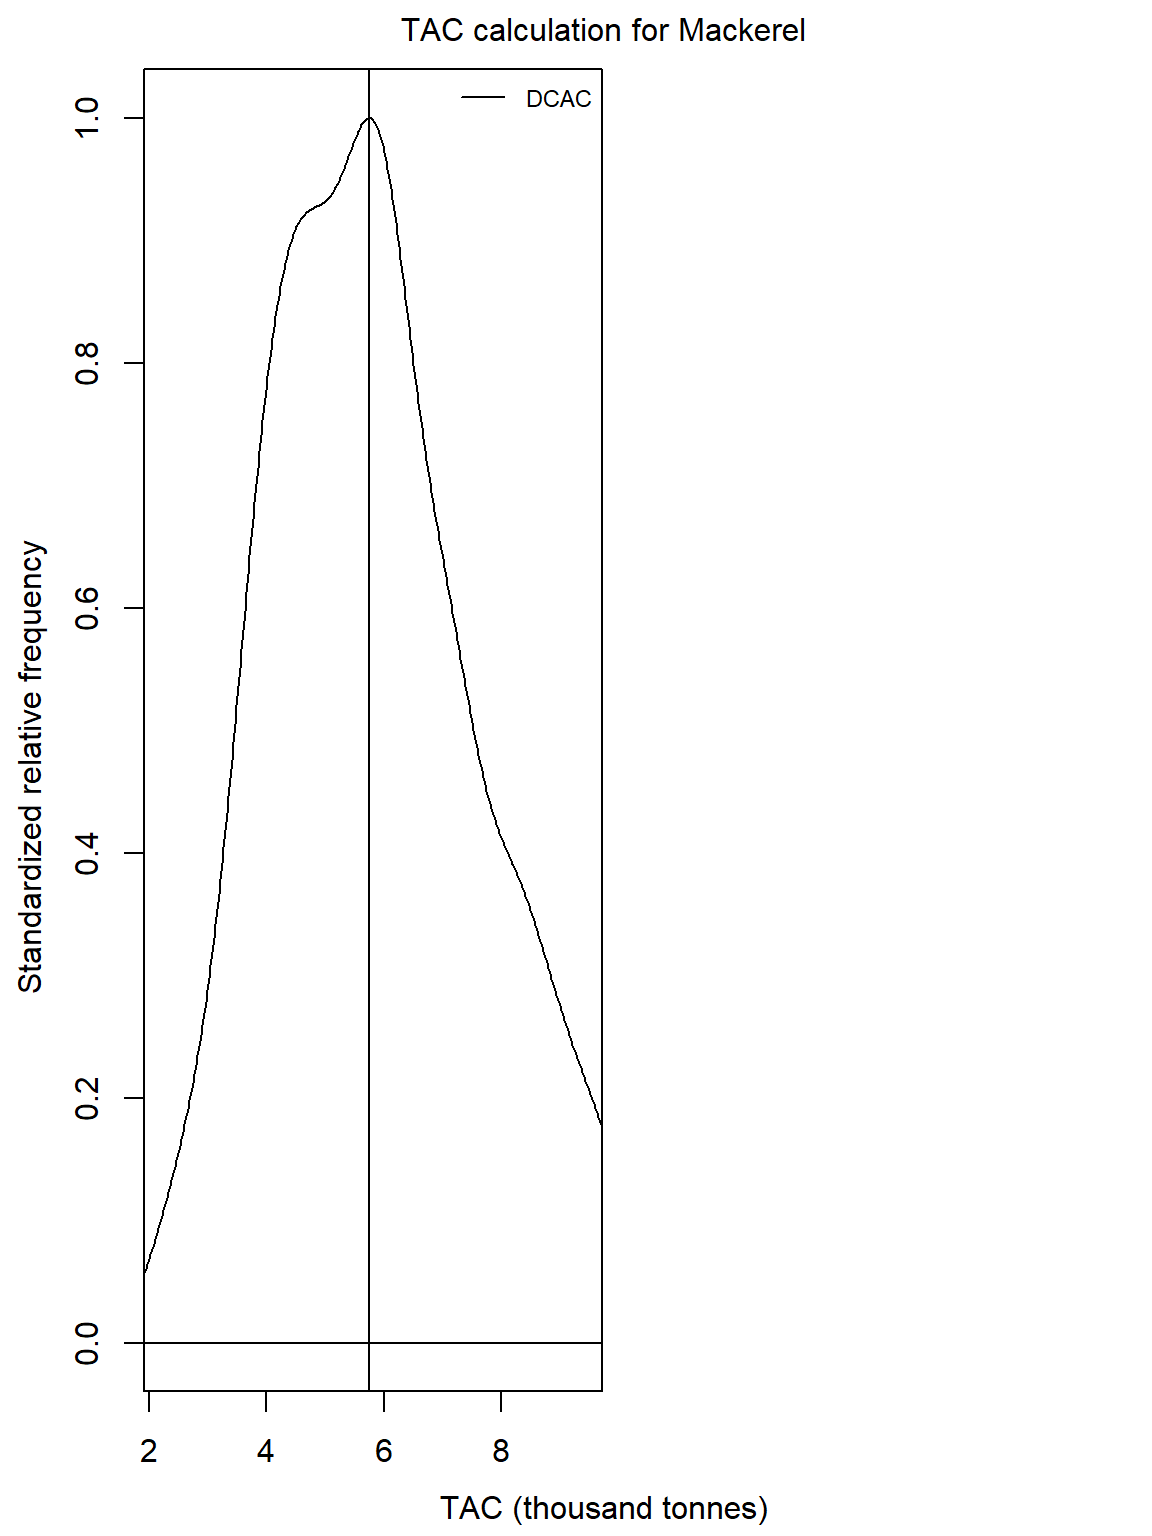 TAC calculation for Mackerel
DCAC
1.0
0.8
0.6
0.4
0.2
0.0
Standardized relative frequency
2 4 6 8
TAC (thousand tonnes)